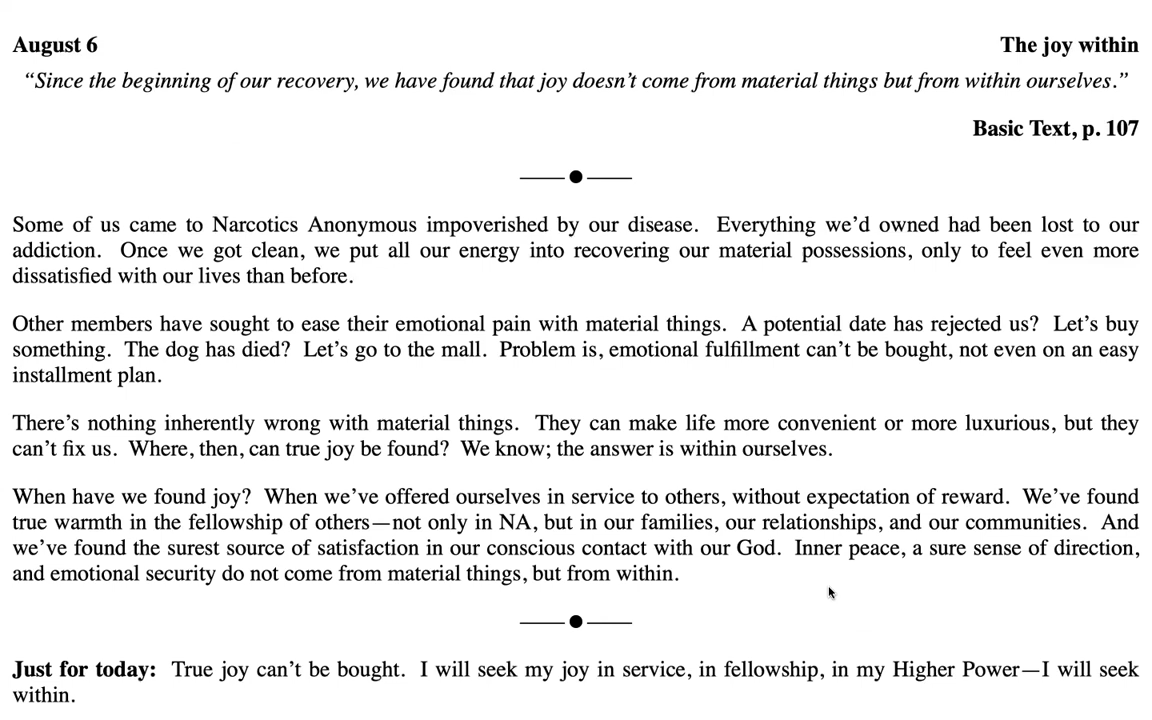 August 6 The joy within
“Since the beginning of our recovery, we have found that joy doesn’t come from material things but from within ourselves.”
Basic Text, p. 107
Some of us came to Narcotics Anonymous impoverished by our disease. Everything we’d owned had been lost to our
addiction. Once we got clean, we put all our energy into recovering our material possessions, only to feel even more
dissatisfied with our lives than before.
Other members have sought to ease their emotional pain with material things. A potential date has rejected us? Let’s buy
something. The dog has died? Let’s go to the mall. Problem is, emotional fulfillment can’t be bought, not even on an easy
installment plan.
There’s nothing inherently wrong with material things. They can make life more convenient or more luxurious, but they
can’t fix us. Where, then, can true joy be found? We know; the answer is within ourselves.
When have we found joy? When we’ve offered ourselves in service to others, without expectation of reward. We’ve found
true warmth in the fellowship of others—not only in NA, but in our families, our relationships, and our communities. And
we’ve found the surest source of satisfaction in our conscious contact with our God. Inner peace, a sure sense of direction,
and emotional security do not come from material things, but from within.
Just for today: True joy can’t be bought. I will seek my joy in service, in fellowship, in my Higher Power—I will seek
within.